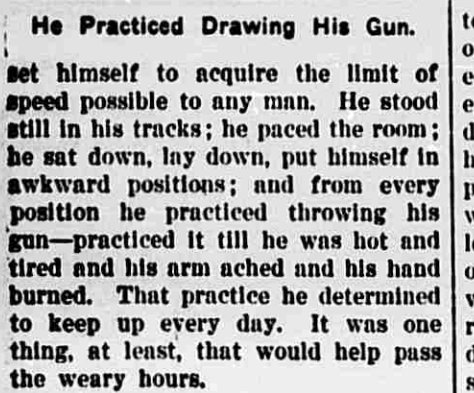 He Practiced Drawing His Gun.
set himself to acquire the limit of
speed possible to any man. He stood
still in his tracks; he paced the room;
he sat down, lay down, put himself in
awkward positions; and from every
position he practiced throwing his
gun—practiced it till he was hot and
tired and his arm ached and his hand
burned. That practice he determined
to keep up every day. It was one
thing, at least, that would help pass
the weary hours.